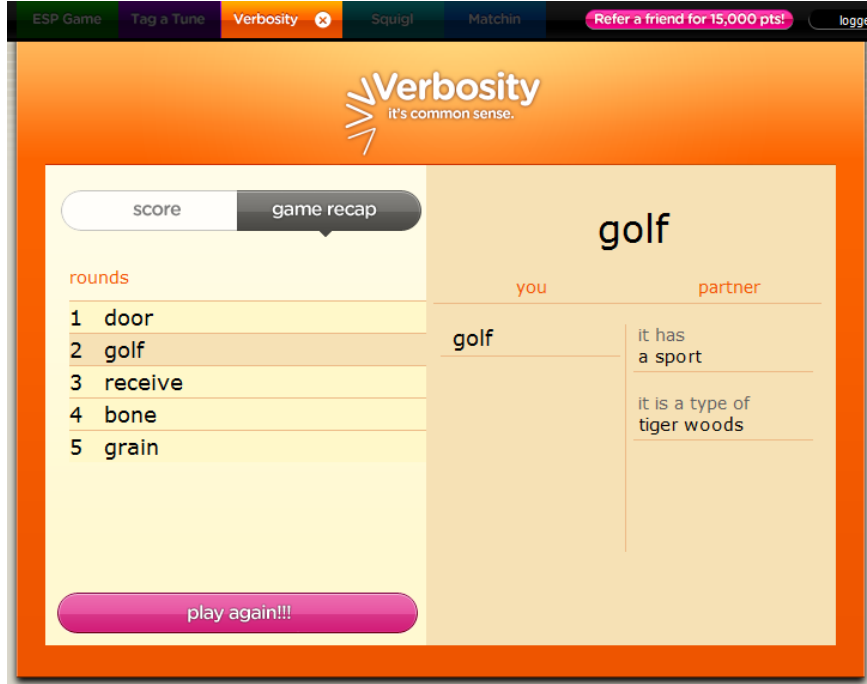 ESP Game Tag a Tune Verbosity Squigl Matchin Refer a friend for 15,000 pts!
Verbosity
it's common sense.
score game recap
golf
rounds
you partner
1 door
2 golf
3 receive
4 bone
5 grain
golf
it has
a sport
it is a type of
tiger woods
play again!!!